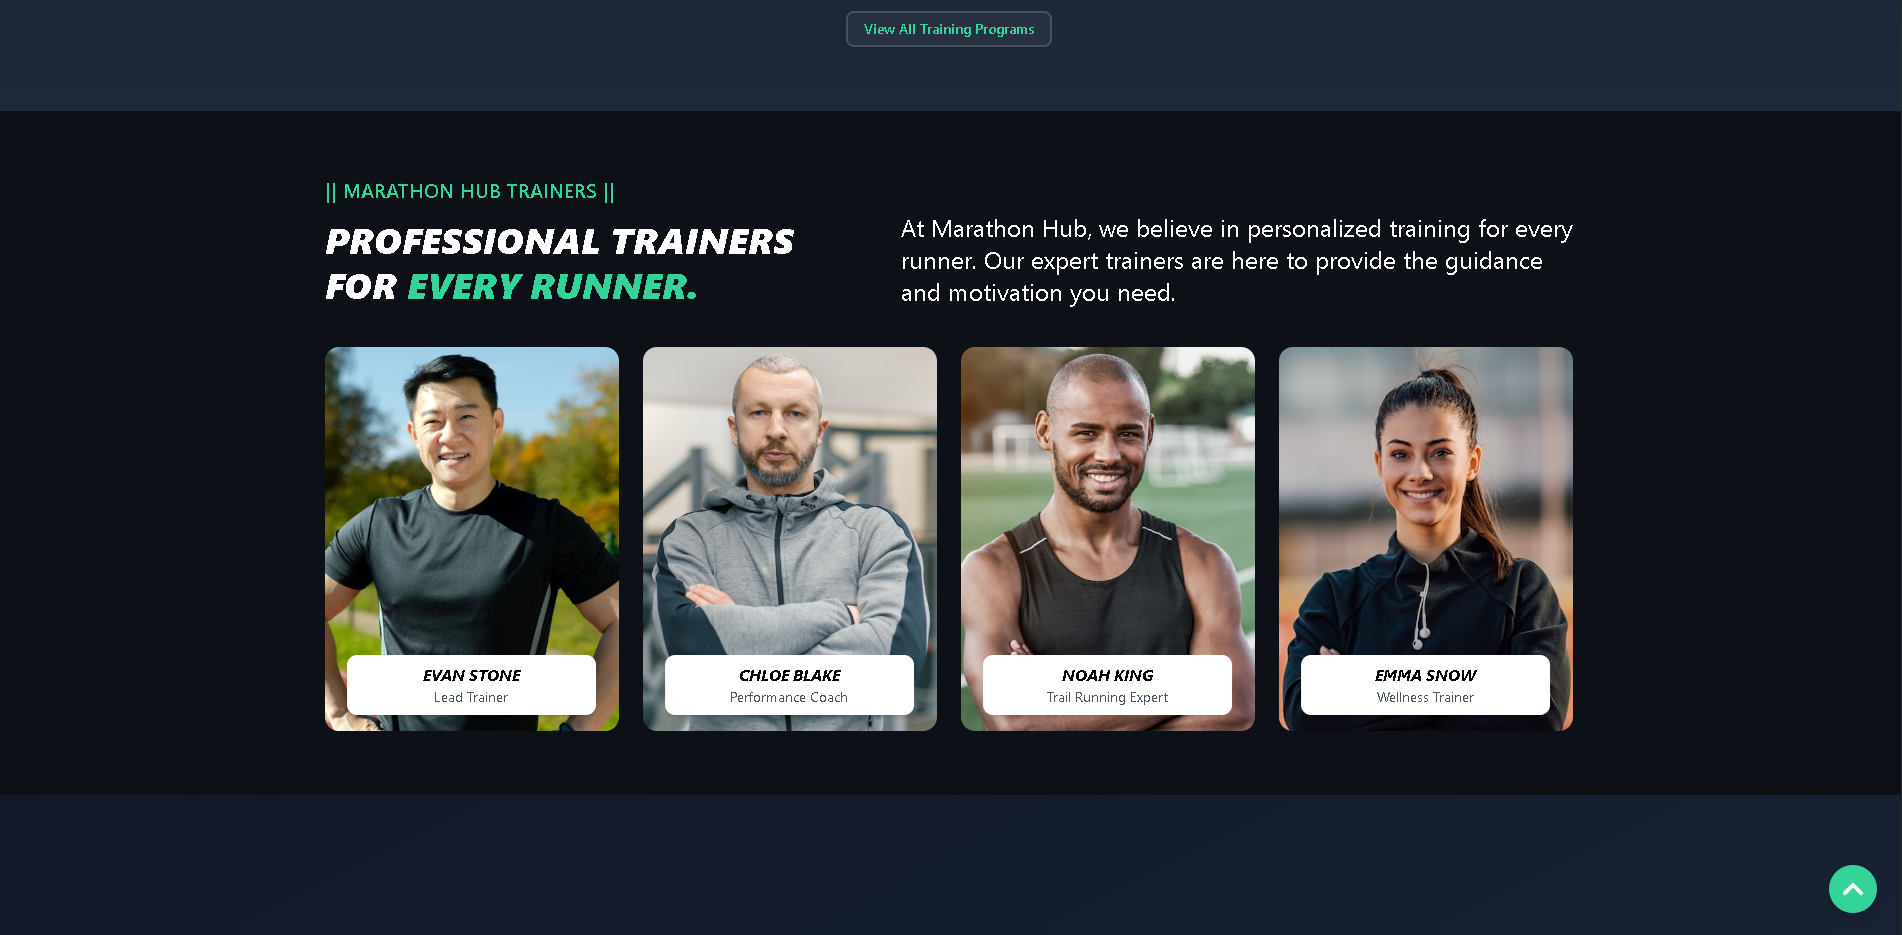 View All Training Programs
|| MARATHON HUB TRAINERS ||
PROFESSIONAL TRAINERS
FOR EVERY RUNNER.
At Marathon Hub, we believe in personalized training for every
runner. Our expert trainers are here to provide the guidance
and motivation you need.
EVAN STONE
Lead Trainer
CHLOE BLAKE
Performance Coach
NOAH KING
Trail Running Expert
EMMA SNOW
Wellness Trainer